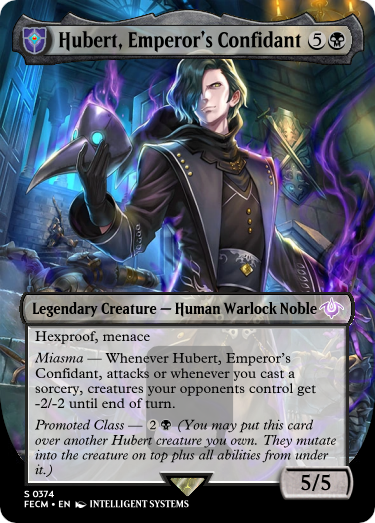 Hubert, Emperor's Confidant 5
Legendary Creature — Human Warlock Noble
Hexproof, menace
Miasma — Whenever Hubert, Emperor's
Confidant, attacks or whenever you cast a
sorcery, creatures your opponents control get
-2/-2 until end of turn.
Promoted Class — 2 (You may put this card
over another Hubert creature you own. They mutate
into the creature on top plus all abilities from under
it.)
5/5
S 0374
FECM • EN INTELLIGENT SYSTEMS